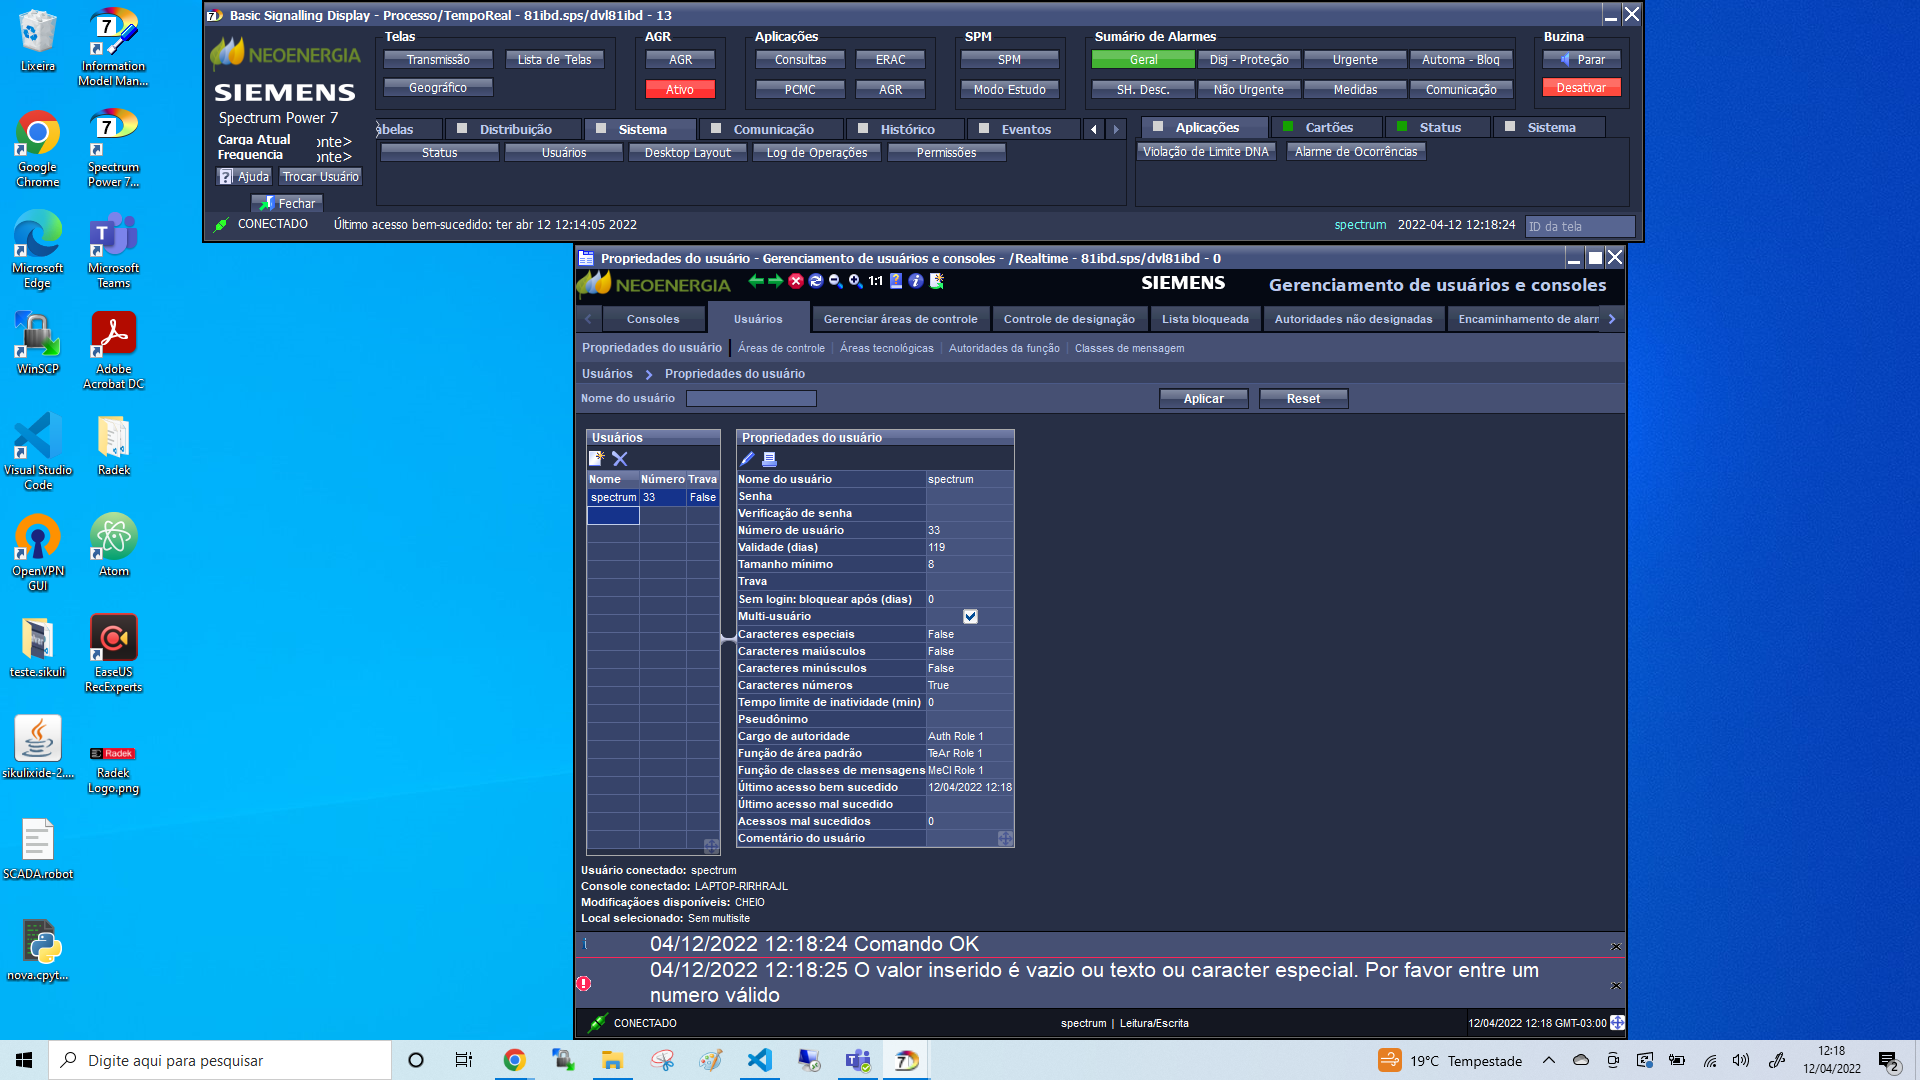 Lixeira
Information Model Man...
Google Chrome
Spectrum Power 7...
Microsoft Edge
Microsoft Teams
WinSCP
Adobe Acrobat DC
Visual Studio Code
Radek
OpenVPN GUI
Atom
teste.sikuli
EaseUS RecExperts
sikulixide-2....
Radek
Radek Logo.png
SCADA.robot
nova.cpyt...
Basic Signalling Display - Processo/TempoReal - 81ibd.sps/dvl81ibd - 13
NEOENERGIA
SIEMENS
Spectrum Power 7
Carga Atual onte>
Frequencia onte>
Ajuda Trocar Usuário
Fechar
Telas
Transmissão Lista de Telas
Geográfico
AGR
AGR
Ativo
Aplicações
Consultas ERAC
PCMC AGR
SPM
SPM
Modo Estudo
Sumário de Alarmes
Geral Disj - Proteção Urgente Automa - Bloq
SH. Desc. Não Urgente Medidas Comunicação
Buzina
Parar
Desativar
abelas Distribuição Sistema Comunicação Histórico Eventos
Status Usuários Desktop Layout Log de Operações Permissões
Aplicações Cartões Status Sistema
Violação de Limite DNA Alarme de Ocorrências
CONECTADO Último acesso bem-sucedido: ter abr 12 12:14:05 2022 spectrum 2022-04-12 12:18:24 ID da tela
Propriedades do usuário - Gerenciamento de usuários e consoles - /Realtime - 81ibd.sps/dvl81ibd - 0
NEOENERGIA 1:1 SIEMENS Gerenciamento de usuários e consoles
Consoles Usuários Gerenciar áreas de controle Controle de designação Lista bloqueada Autoridades não designadas Encaminhamento de alarr
Propriedades do usuário Áreas de controle Áreas tecnológicas Autoridades da função Classes de mensagem
Usuários Propriedades do usuário
Nome do usuário Aplicar Reset
Usuários
Nome Número Trava
spectrum 33 False
Propriedades do usuário
Nome do usuário spectrum
Senha
Verificação de senha
Número de usuário 33
Validade (dias) 119
Tamanho mínimo 8
Trava
Sem login: bloquear após (dias) 0
Multi-usuário
Caracteres especiais False
Caracteres maiúsculos False
Caracteres minúsculos False
Caracteres números True
Tempo limite de inatividade (min) 0
Pseudônimo
Cargo de autoridade Auth Role 1
Função de área padrão TeAr Role 1
Função de classes de mensagens MeCl Role 1
Último acesso bem sucedido 12/04/2022 12:18
Último acesso mal sucedido
Acessos mal sucedidos 0
Comentário do usuário
Usuário conectado: spectrum
Console conectado: LAPTOP-RIRHRAJL
Modificaçãoes disponíveis: CHEIO
Local selecionado: Sem multisite
04/12/2022 12:18:24 Comando OK
04/12/2022 12:18:25 O valor inserido é vazio ou texto ou caracter especial. Por favor entre um
numero válido
CONECTADO spectrum | Leitura/Escrita 12/04/2022 12:18 GMT-03:00
Digite aqui para pesquisar
19°C Tempestade
12:18
12/04/2022
2